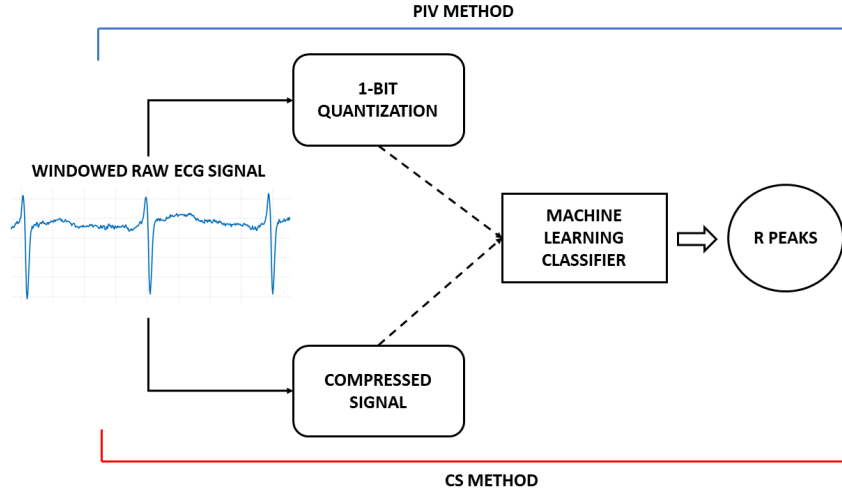 PIV METHOD
1-BIT
QUANTIZATION
WINDOWED RAW ECG SIGNAL
MACHINE
LEARNING
CLASSIFIER
R PEAKS
COMPRESSED
SIGNAL
CS METHOD